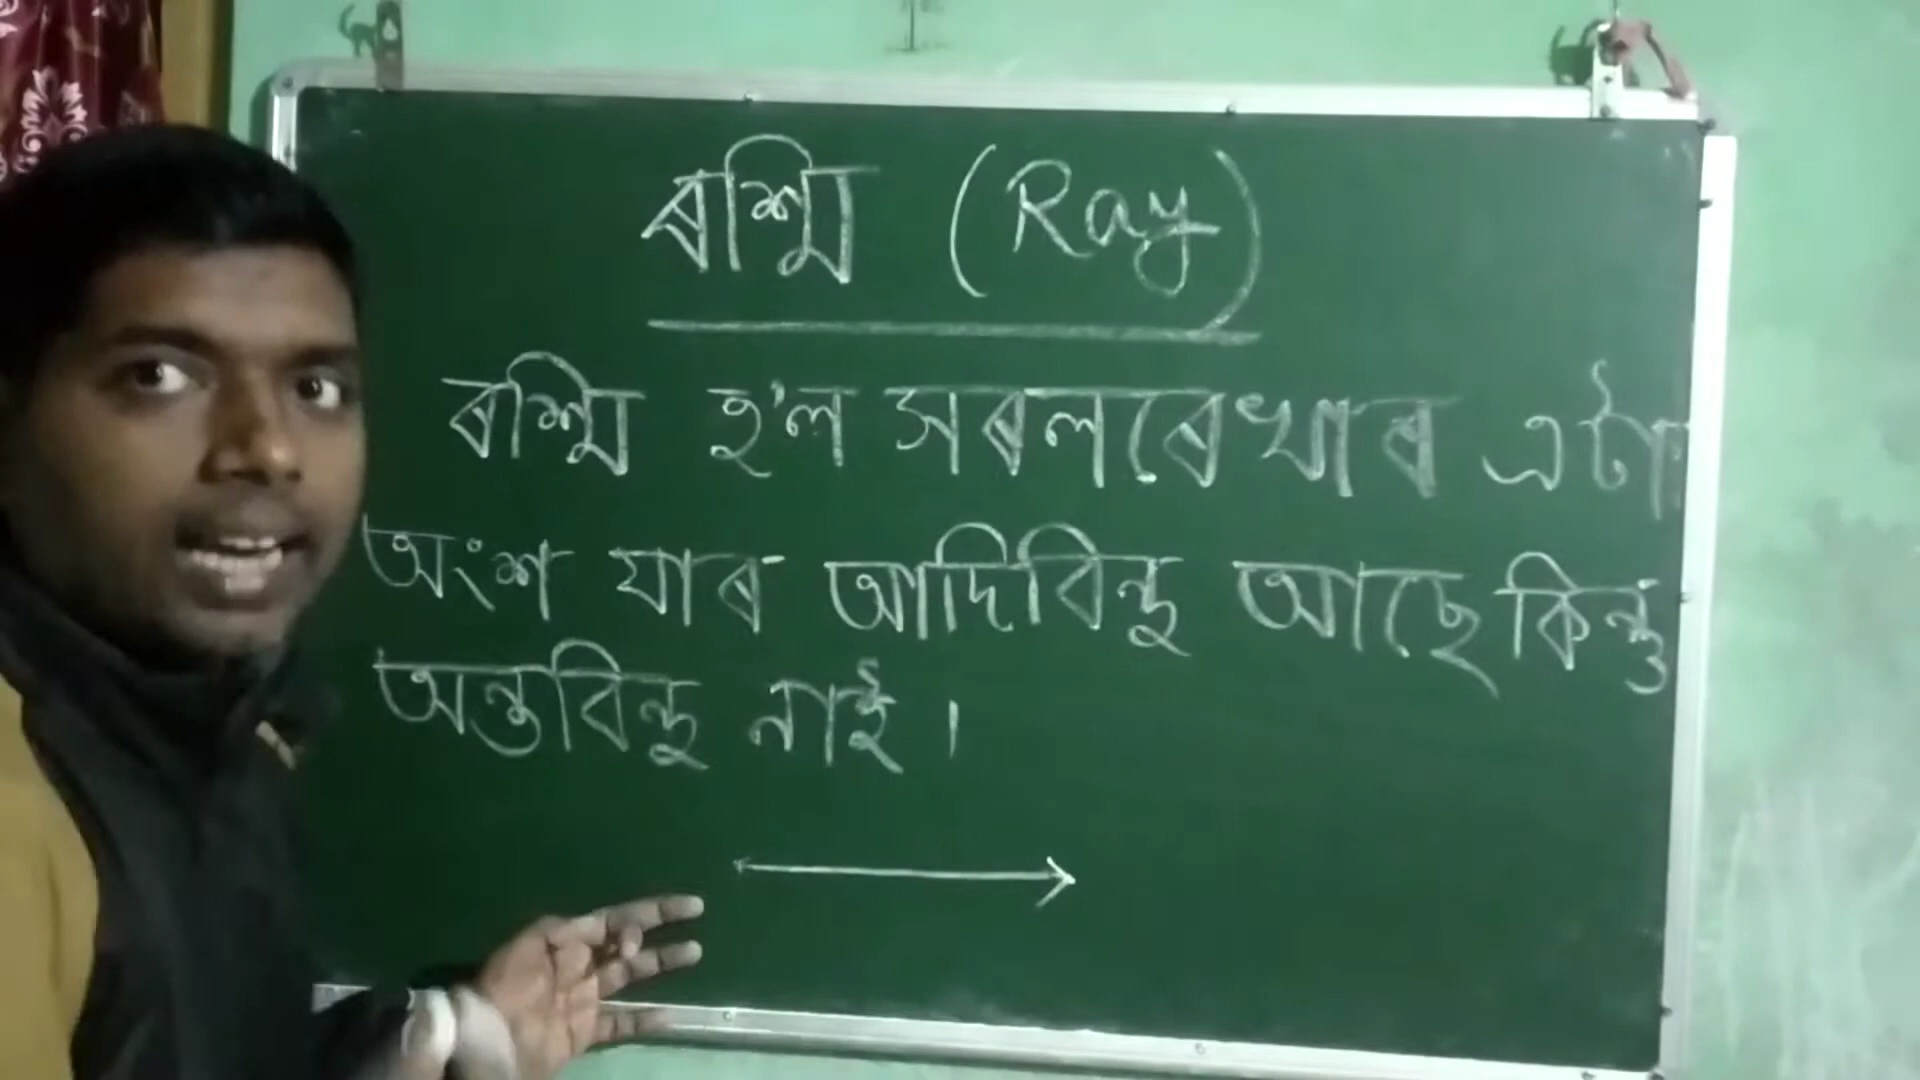 ৰশ্মি (Ray)
ৰশ্মি হ'ল সৰলৰেখাৰ এটা
অংশ যাৰ আদিবিন্দু আছে কিন্তু
অন্তবিন্দু নাই।